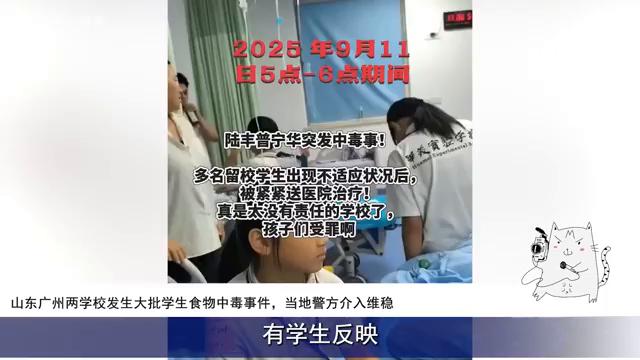 2025 年9月11
日5点-6点期间
陆丰普宁华突发中毒事！
多名留校学生出现不适应状况后，
被紧紧送医院治疗！
真是太没有责任的学校了，
孩子们受罪啊
山东广州两学校发生大批学生食物中毒事件，当地警方介入维稳
有学生反映